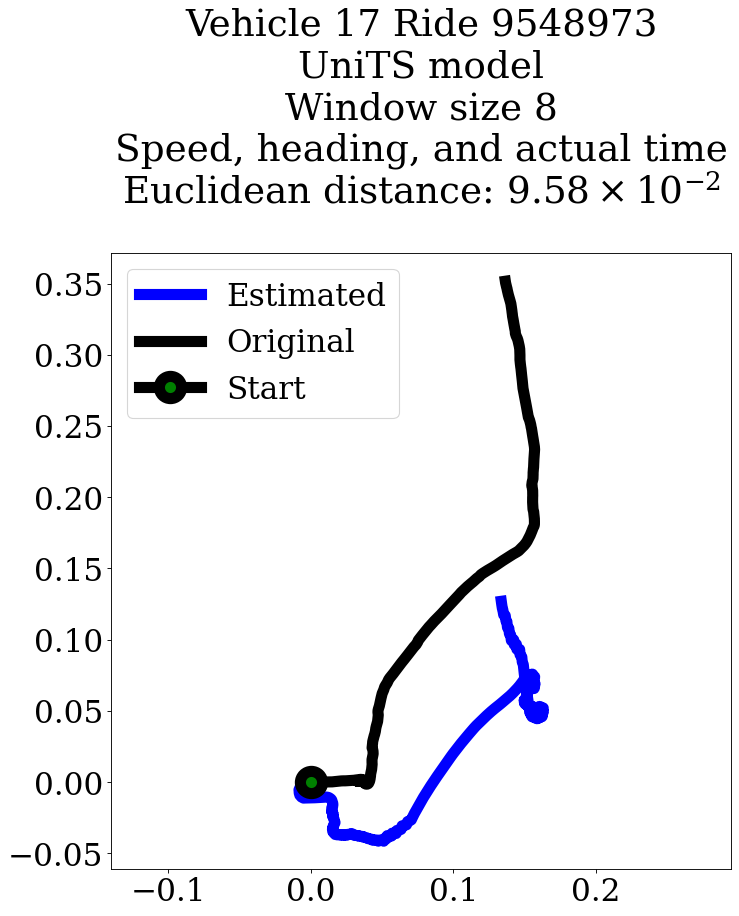 Vehicle 17 Ride 9548973
UniTS model
Window size 8
Speed, heading, and actual time
Euclidean distance: 9.58 × 10⁻²
Estimated
Original
Start
0.35
0.30
0.25
0.20
0.15
0.10
0.05
0.00
−0.05
−0.1 0.0 0.1 0.2